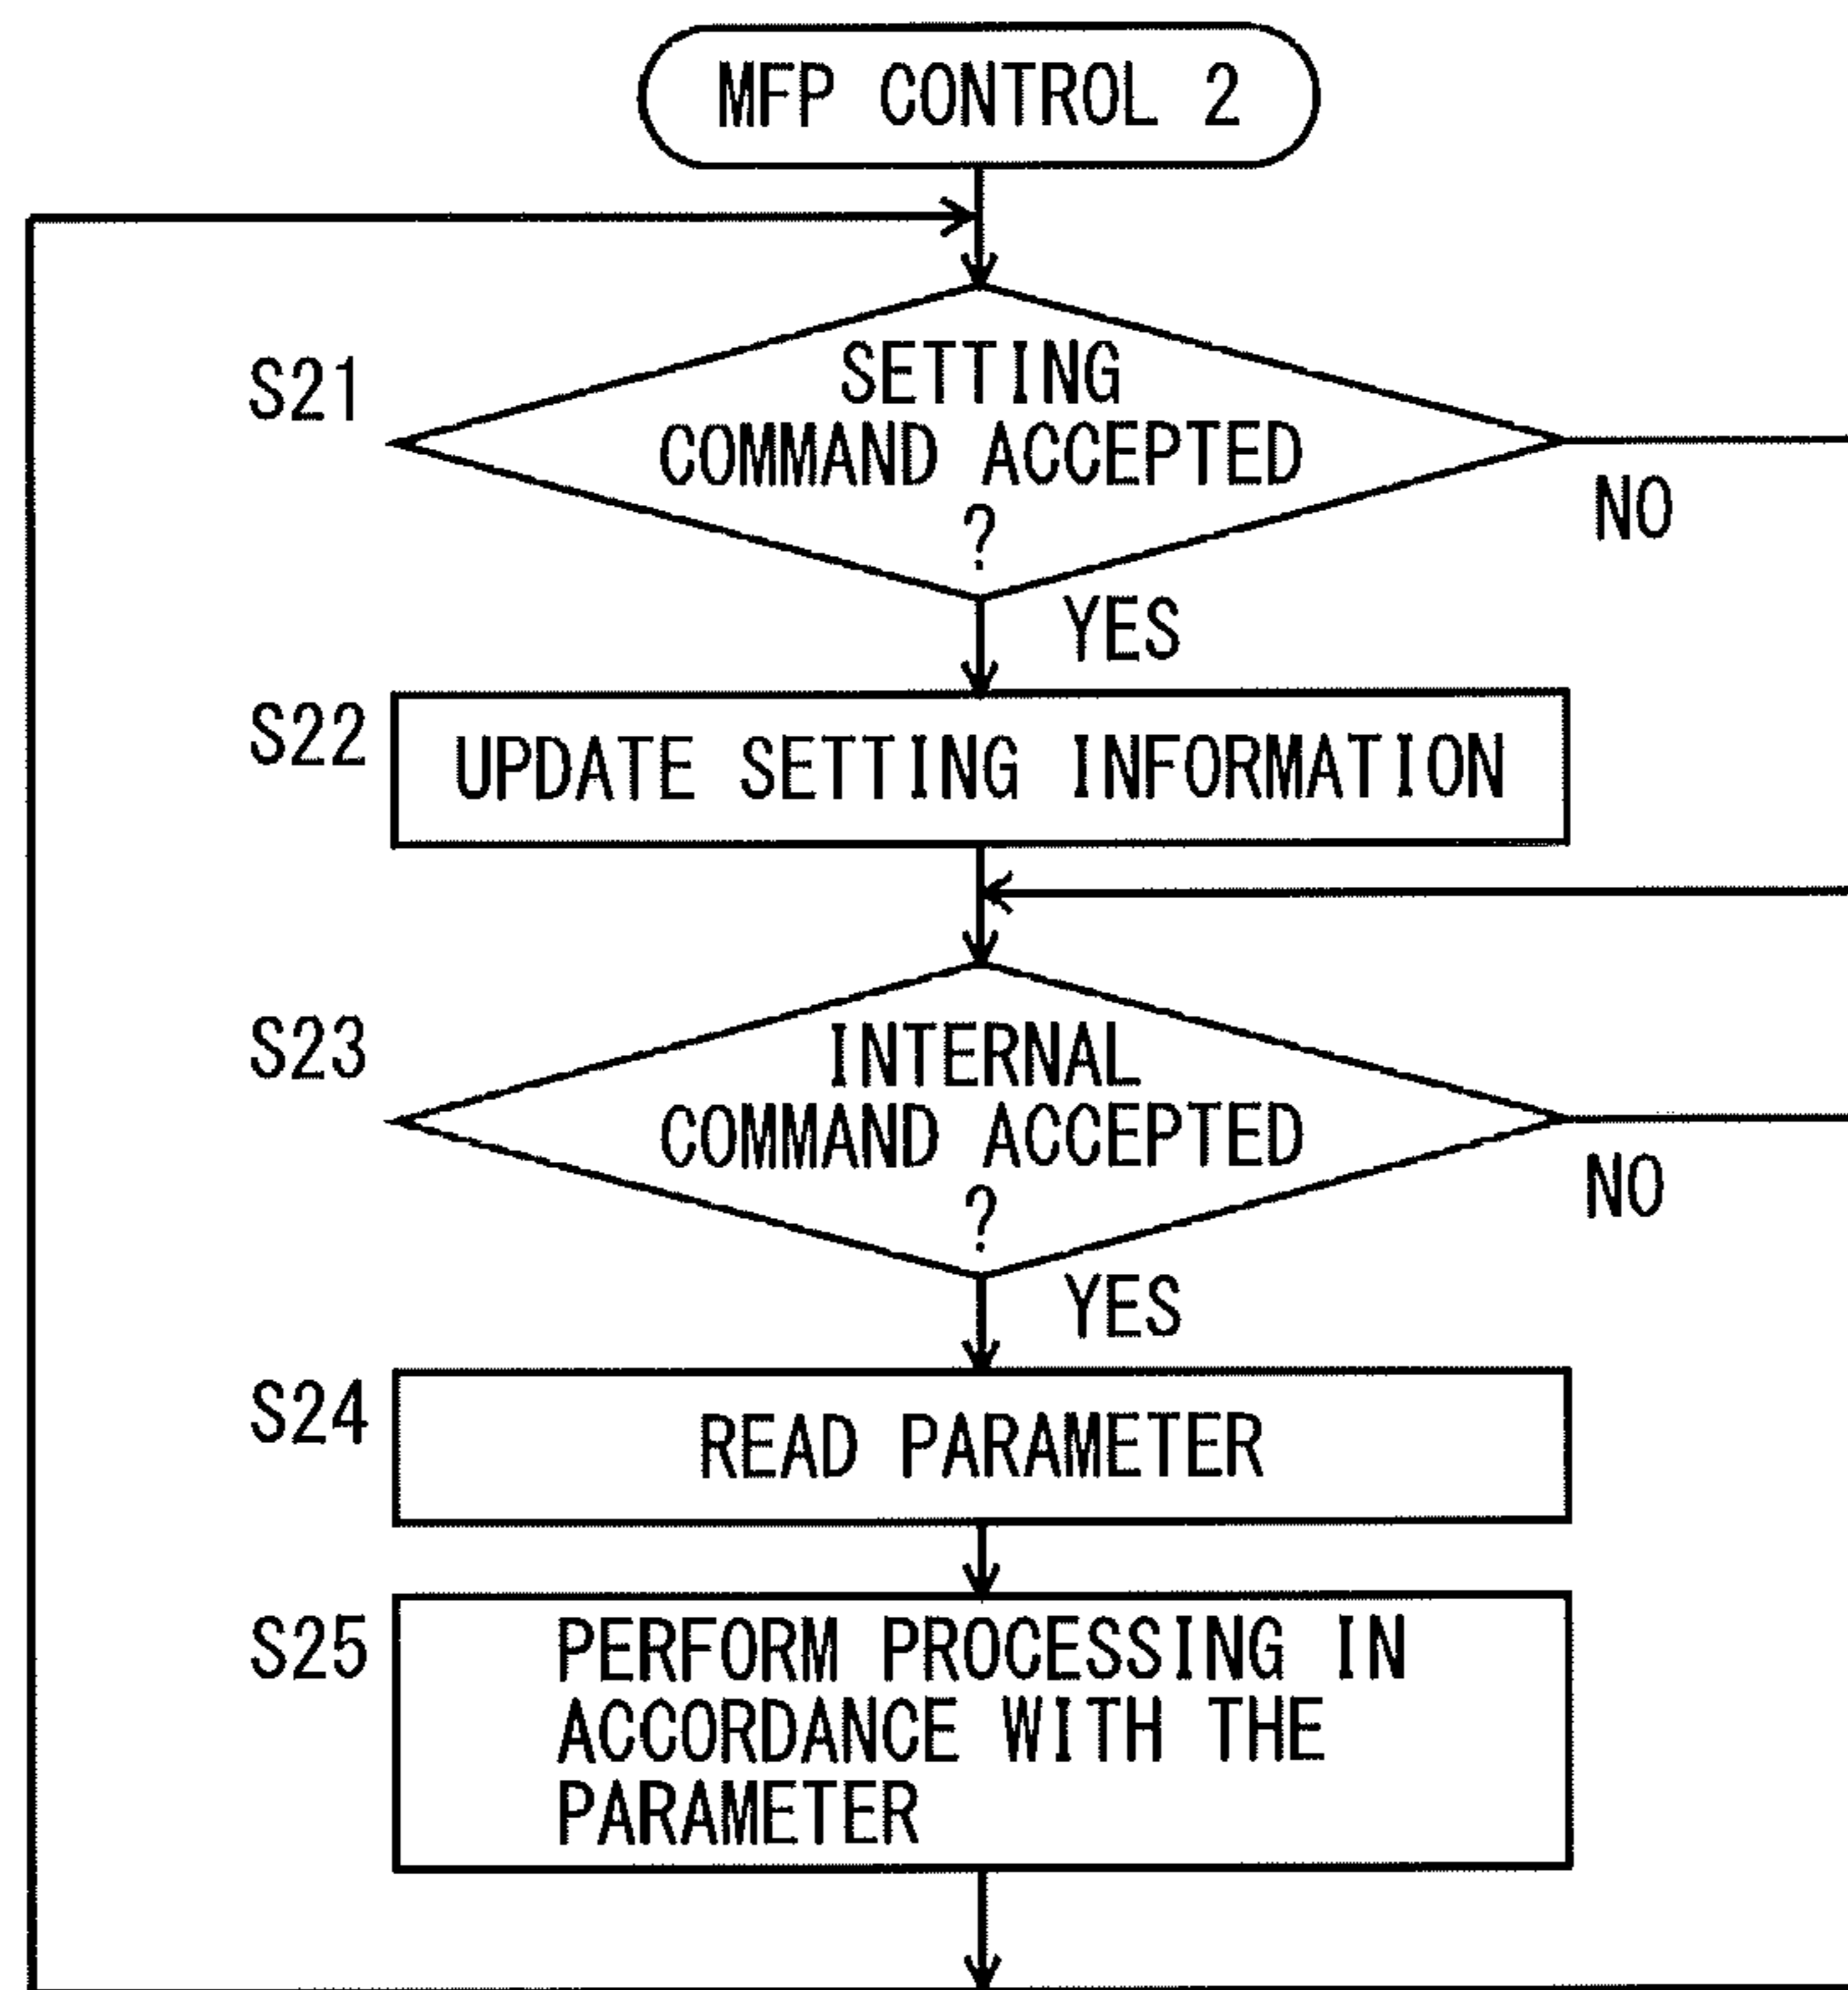 MFP CONTROL 2
S21
SETTING
COMMAND ACCEPTED
?
NO
YES
S22
UPDATE SETTING INFORMATION
S23
INTERNAL
COMMAND ACCEPTED
?
NO
YES
S24
READ PARAMETER
S25
PERFORM PROCESSING IN
ACCORDANCE WITH THE
PARAMETER